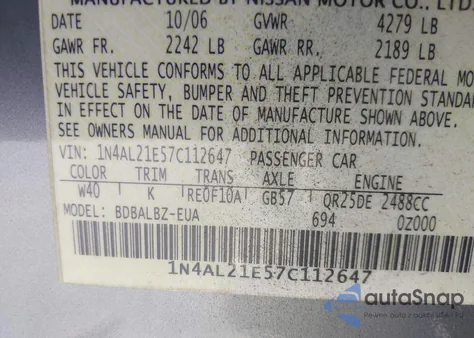 MANUFACTURED BY NISSAN MOTOR CO., LTD.
DATE 10/06 GVWR 4279 LB
GAWR FR. 2242 LB GAWR RR. 2189 LB
THIS VEHICLE CONFORMS TO ALL APPLICABLE FEDERAL MO
VEHICLE SAFETY, BUMPER AND THEFT PREVENTION STANDA
IN EFFECT ON THE DATE OF MANUFACTURE SHOWN ABOVE.
SEE OWNERS MANUAL FOR ADDITIONAL INFORMATION
VIN: 1N4AL21E57C112647 PASSENGER CAR
COLOR TRIM TRANS AXLE ENGINE
W40 K RE0F10A GB57 QR25DE 2488CC
MODEL: BDBALBZ-EUA 694 0Z000
1N4AL21E57C112647
autoSnap